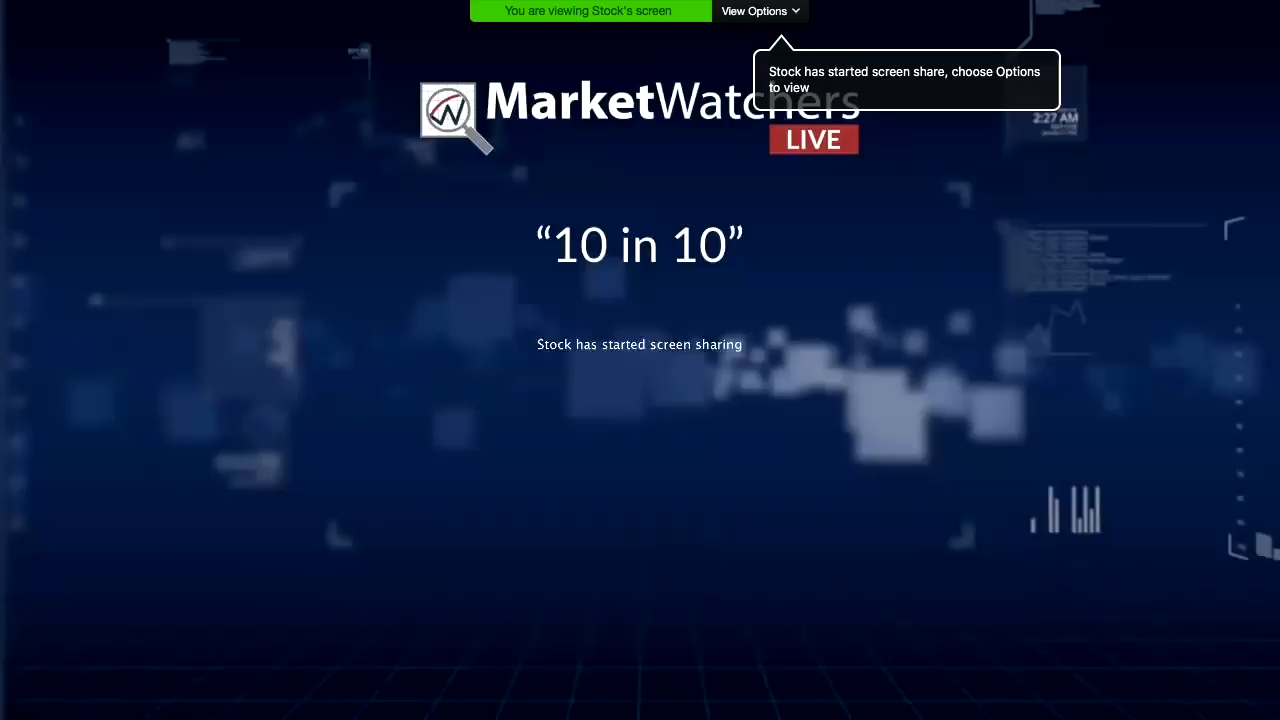 You are viewing Stock's screen
View Options
Stock has started screen share, choose Options
to view
MarketWatchers
LIVE
2:27 AM
“10 in 10”
Stock has started screen sharing